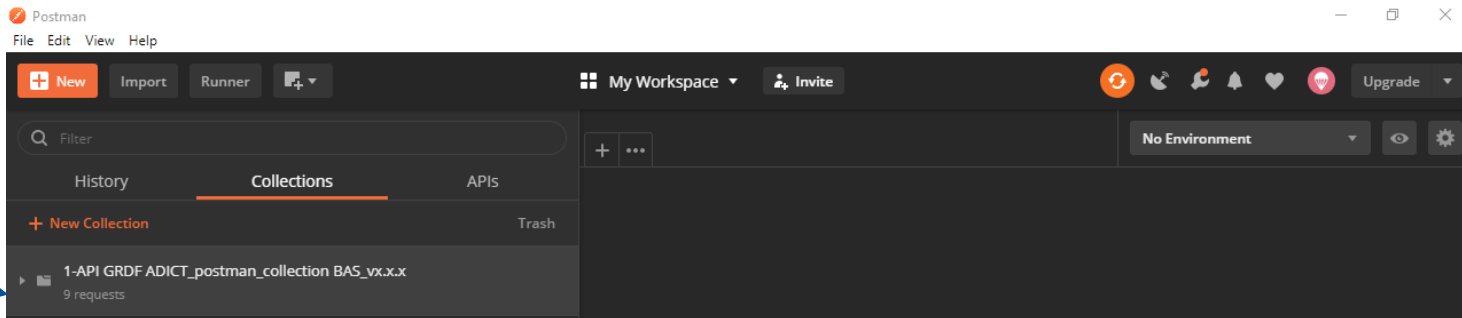 Postman
File Edit View Help
New Import Runner My Workspace Invite Upgrade
Filter
No Environment
History Collections APIs
New Collection Trash
1-API GRDF ADICT_postman_collection BAS_vx.x.x
9 requests